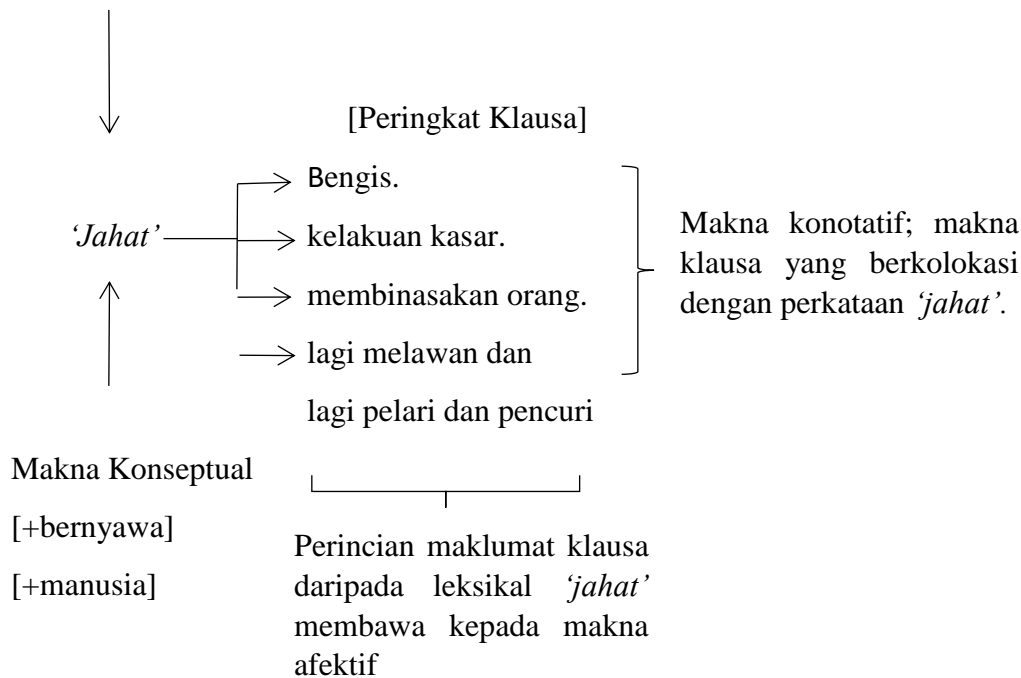 [Peringkat Klausa]
Bengis.
‘Jahat’
kelakuan kasar.
membinasakan orang.
lagi melawan dan
lagi pelari dan pencuri
Makna konotatif; makna
klausa yang berkolokasi
dengan perkataan ‘jahat’.
Makna Konseptual
[+bernyawa]
[+manusia]
Perincian maklumat klausa
daripada leksikal ‘jahat’
membawa kepada makna
afektif